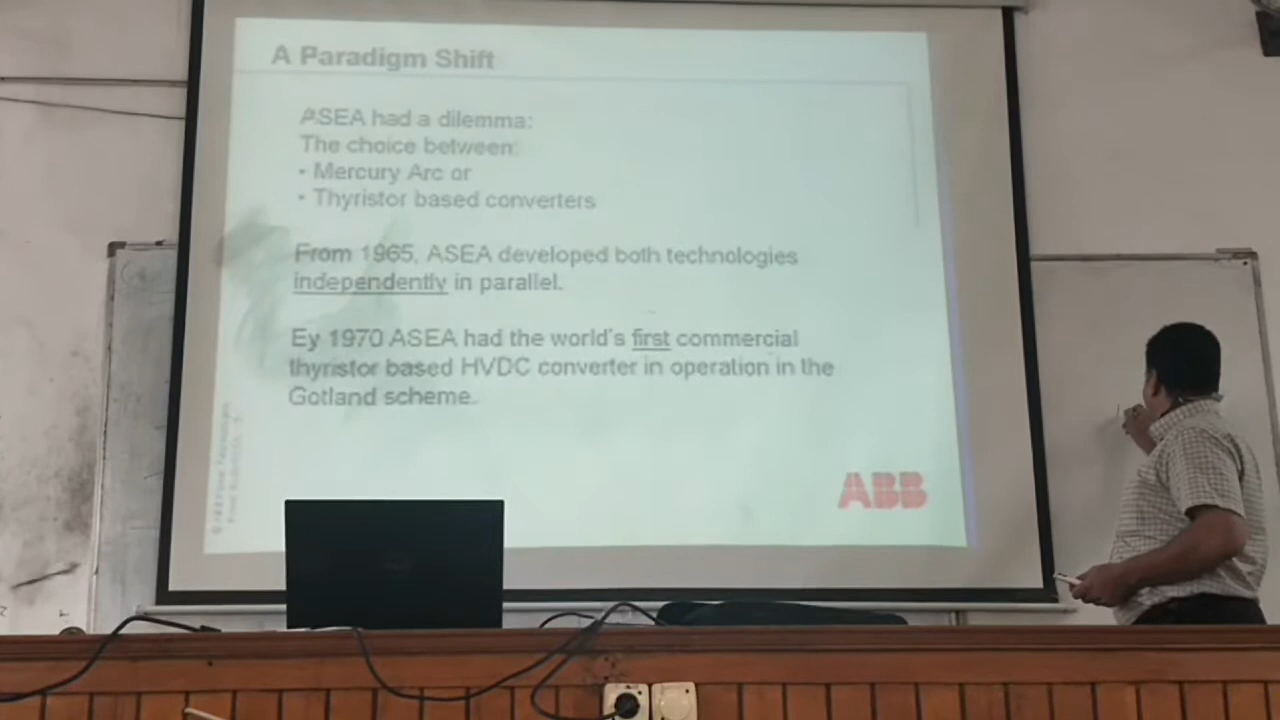 A Paradigm Shift
ASEA had a dilemma:
The choice between:
• Mercury Arc or
• Thyristor based converters
From 1965, ASEA developed both technologies
independently in parallel.
Ey 1970 ASEA had the world's first commercial
thyristor based HVDC converter in operation in the
Gotland scheme.
ABB